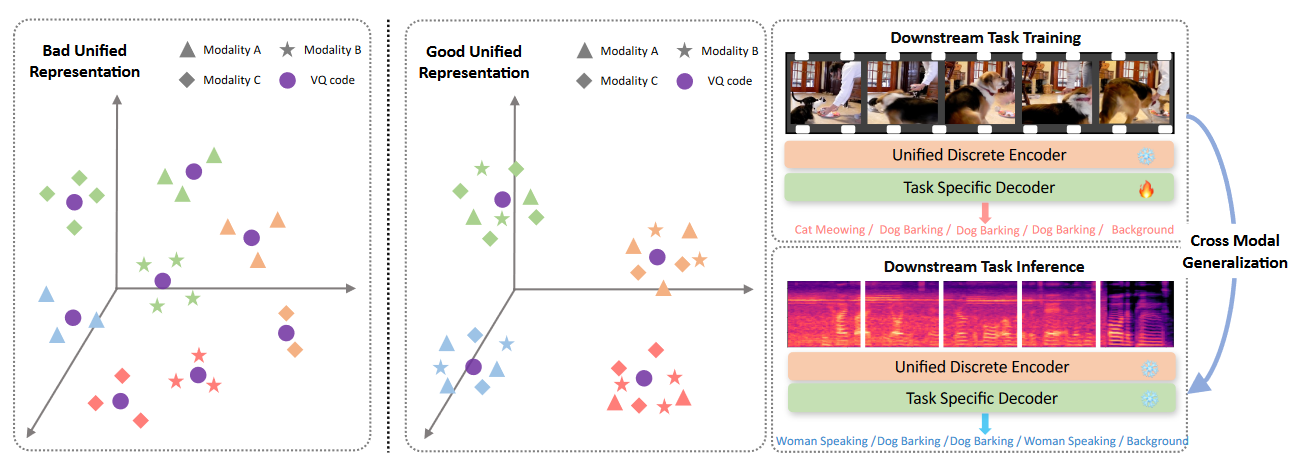 Bad Unified
Representation
Modality A
Modality B
Modality C
VQ code
Good Unified
Representation
Modality A
Modality B
Modality C
VQ code
Downstream Task Training
Unified Discrete Encoder
Task Specific Decoder
Cat Meowing / Dog Barking / Dog Barking / Dog Barking / Background
Cross Modal
Generalization
Downstream Task Inference
Unified Discrete Encoder
Task Specific Decoder
Woman Speaking /Dog Barking /Dog Barking / Woman Speaking / Background